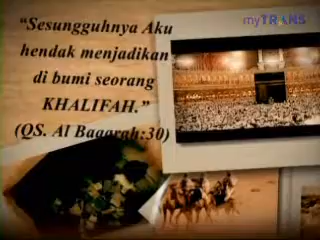 myTRANS
“Sesungguhnya Aku
hendak menjadikan
di bumi seorang
KHALIFAH.”
(QS. Al Baqarah:30)